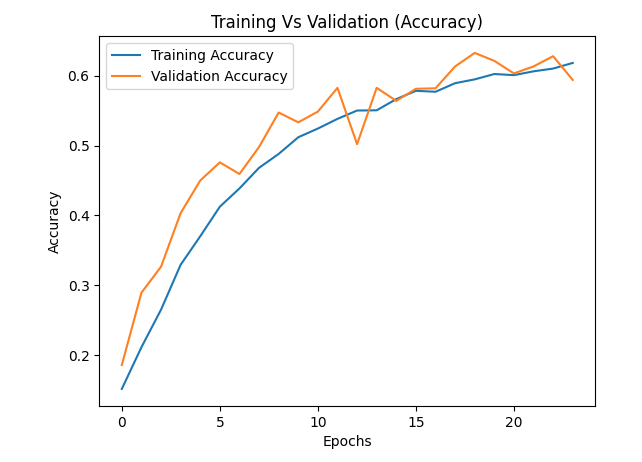 Training Vs Validation (Accuracy)
Training Accuracy
Validation Accuracy
0.6
0.5
0.4
0.3
0.2
Accuracy
0 5 10 15 20
Epochs